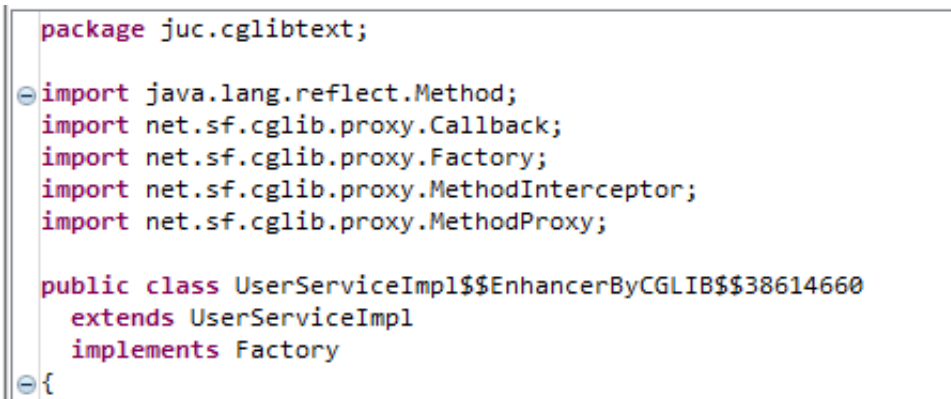 package juc.cglibtext;
import java.lang.reflect.Method;
import net.sf.cglib.proxy.Callback;
import net.sf.cglib.proxy.Factory;
import net.sf.cglib.proxy.MethodInterceptor;
import net.sf.cglib.proxy.MethodProxy;
public class UserServiceImpl$$EnhancerByCGLIB$$38614660
extends UserServiceImpl
implements Factory
{